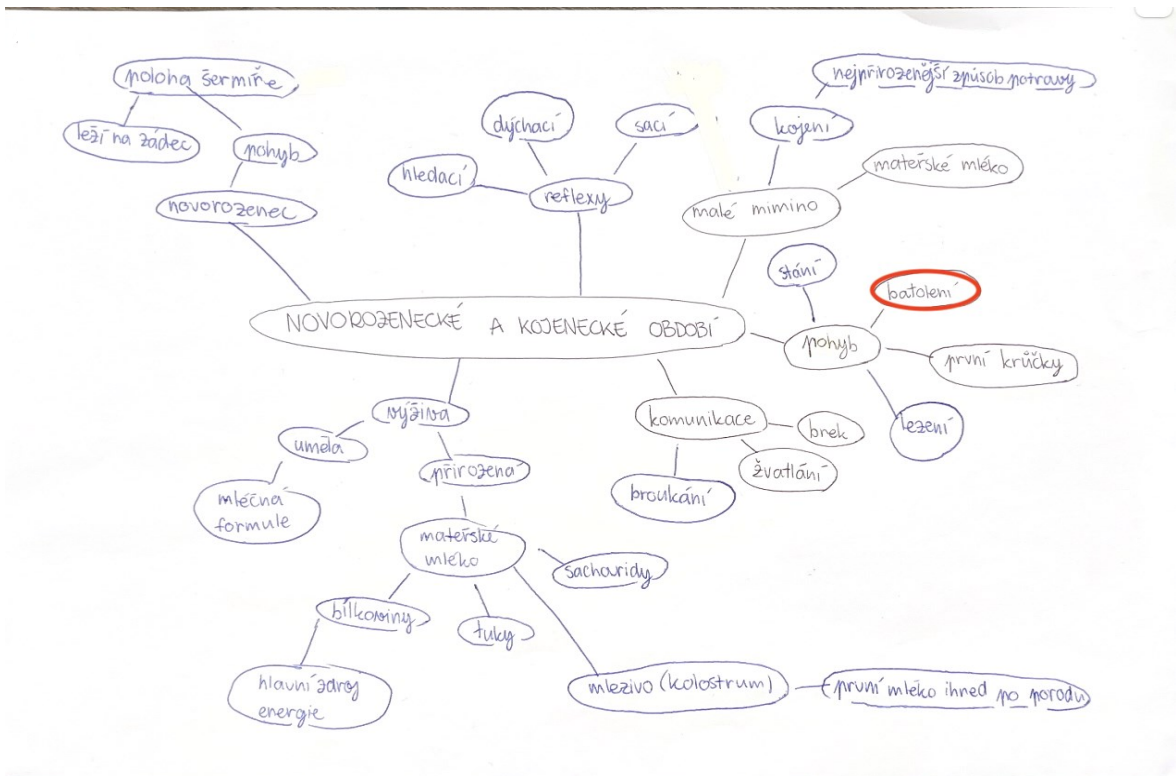 poloha šermíře
leží na zádec
pohyb
novorozenec
dýchací
sací
hledací
reflexy
nejpřirozenější způsob potravy
kojení
mateřské mléko
malé mimino
stání
batolení
pohyb
první krůčky
lezení
NOVOROZENECKÉ A KOJENECKÉ OBDOBÍ
výživa
umělá
přirozená
mléčná
formule
mateřské
mléko
sacharidy
bílkoviny
tuky
hlavní zdroj
energie
mlezivo (kolostrum)
první mléko ihned po porodu
komunikace
brek
žvatlání
broukání